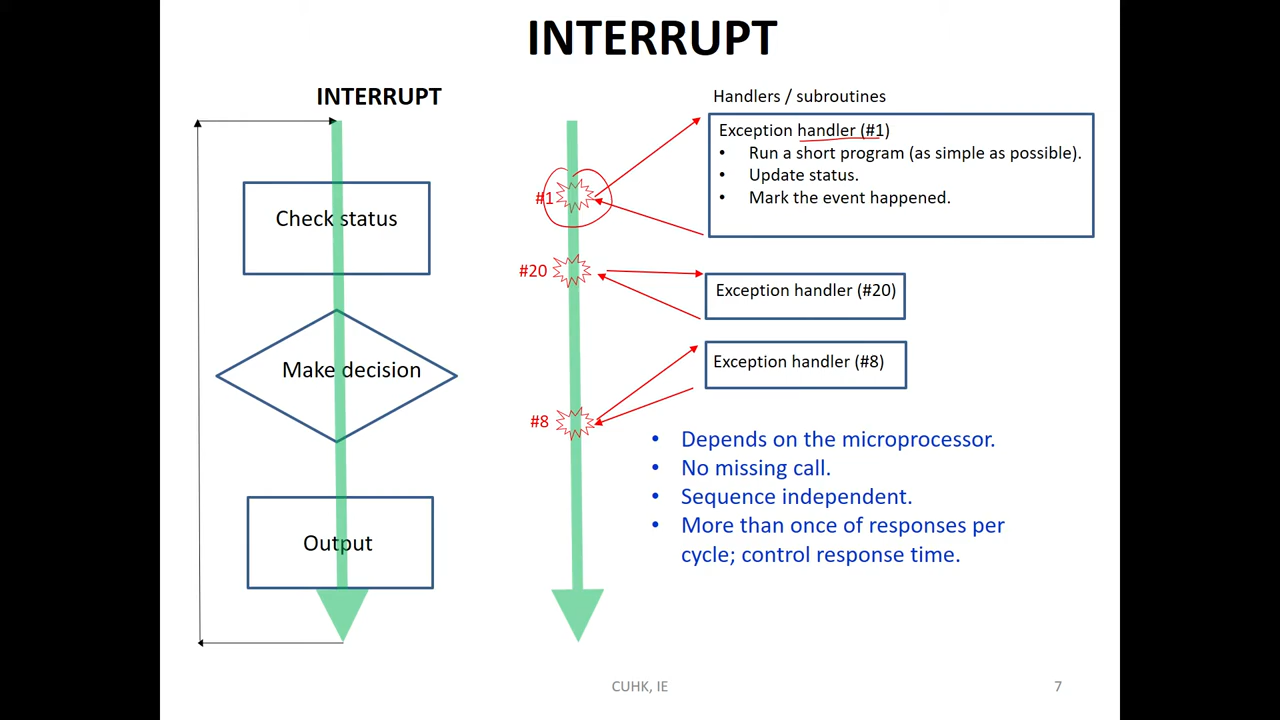 INTERRUPT
INTERRUPT
Check status
Make decision
Output
#1
#20
#8
Handlers / subroutines
Exception handler (#1)
• Run a short program (as simple as possible).
• Update status.
• Mark the event happened.
Exception handler (#20)
Exception handler (#8)
• Depends on the microprocessor.
• No missing call.
• Sequence independent.
• More than once of responses per
cycle; control response time.
CUHK, IE
7